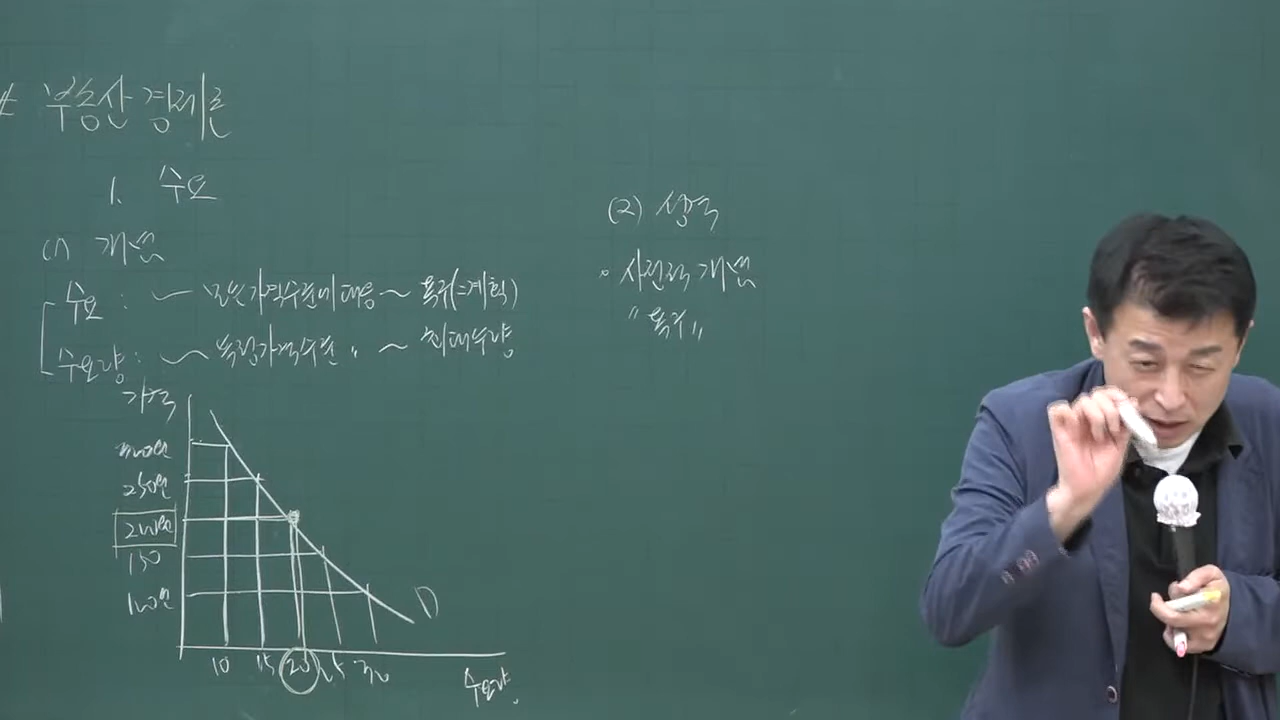 부동산 경제론
1. 수요
(1) 개념
수요 : ~ 모든 가격수준에 대응 ~ 욕구(=계획)
수요량 : ~ 특정가격수준 〃 ~ 최대수량
가격
300원
250원
200원
150
100원
D
10 15 20 25 30
수요량
(2) 성격
• 사전적 개념
"욕구"